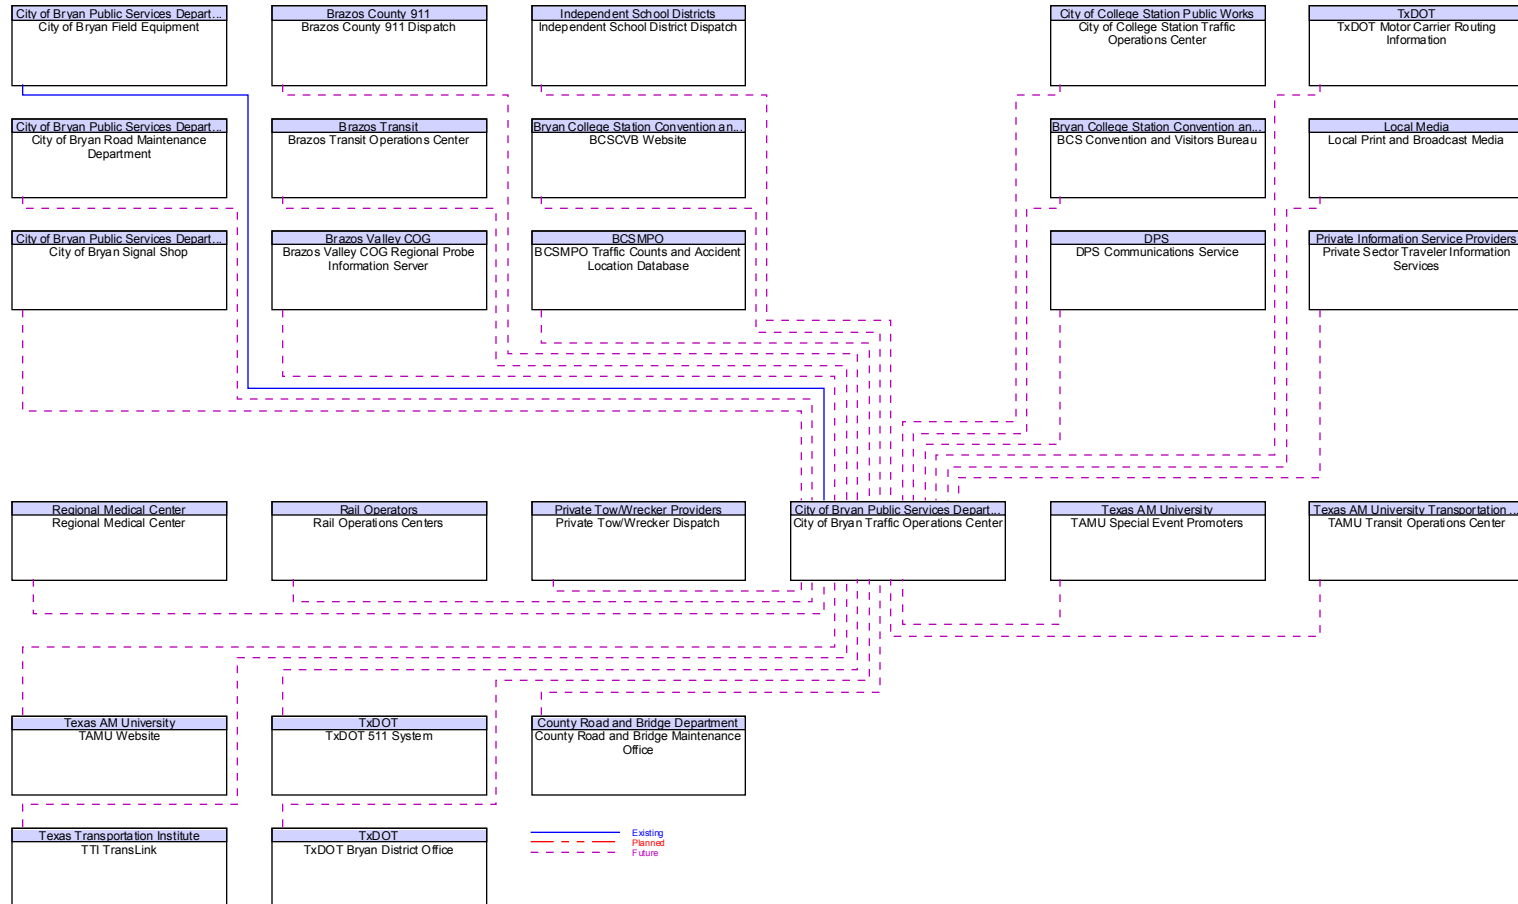 City of Bryan Public Services Depart...
City of Bryan Field Equipment
Brazos County 911
Brazos County 911 Dispatch
Independent School Districts
Independent School District Dispatch
City of College Station Public Works
City of College Station Traffic
Operations Center
TxDOT
TxDOT Motor Carrier Routing
Information
City of Bryan Public Services Depart...
City of Bryan Road Maintenance
Department
Brazos Transit
Brazos Transit Operations Center
Bryan College Station Convention an...
BCSCVB Website
Bryan College Station Convention an...
BCS Convention and Visitors Bureau
Local Media
Local Print and Broadcast Media
City of Bryan Public Services Depart...
City of Bryan Signal Shop
Brazos Valley COG
Brazos Valley COG Regional Probe
Information Server
BCSMPO
BCSMPO Traffic Counts and Accident
Location Database
DPS
DPS Communications Service
Private Information Service Providers
Private Sector Traveler Information
Services
Regional Medical Center
Regional Medical Center
Rail Operators
Rail Operations Centers
Private Tow/Wrecker Providers
Private Tow/Wrecker Dispatch
City of Bryan Public Services Depart...
City of Bryan Traffic Operations Center
Texas AM University
TAMU Special Event Promoters
Texas AM University Transportation ...
TAMU Transit Operations Center
Texas AM University
TAMU Website
TxDOT
TxDOT 511 System
County Road and Bridge Department
County Road and Bridge Maintenance
Office
Texas Transportation Institute
TTI TransLink
TxDOT
TxDOT Bryan District Office
Existing
Planned
Future